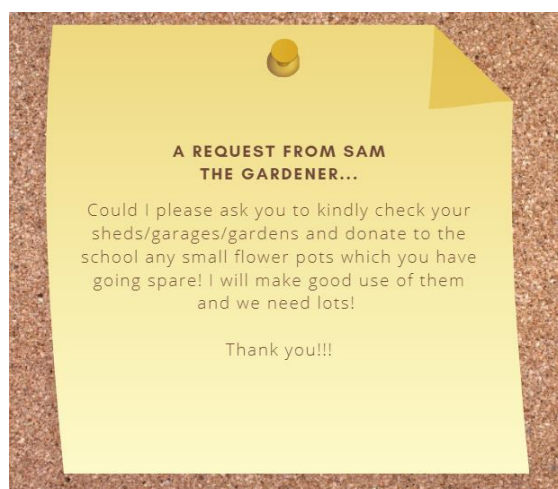 A REQUEST FROM SAM
THE GARDENER...
Could I please ask you to kindly check your
sheds/garages/gardens and donate to the
school any small flower pots which you have
going spare! I will make good use of them
and we need lots!
Thank you!!!